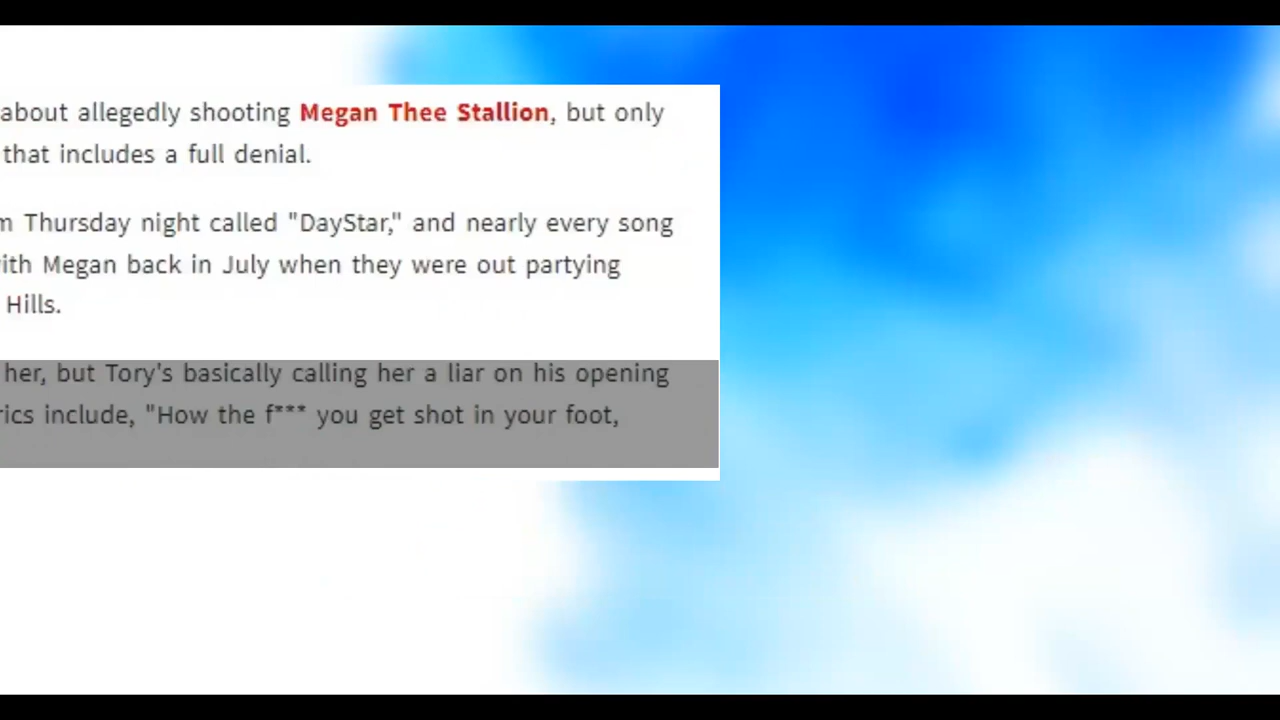 about allegedly shooting Megan Thee Stallion, but only
that includes a full denial.
Thursday night called "DayStar," and nearly every song
Megan back in July when they were out partying
Hills.
her, but Tory's basically calling her a liar on his opening
include, "How the f*** you get shot in your foot,